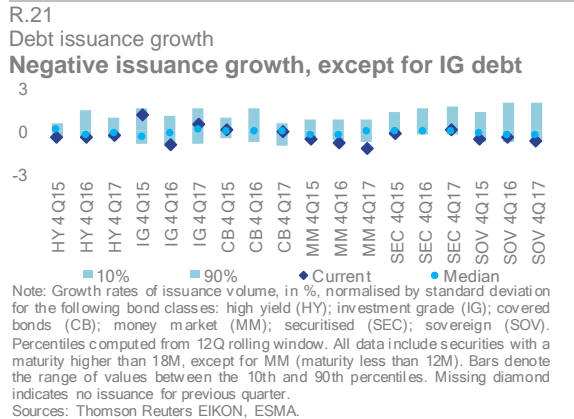 R.21
Debt issuance growth
Negative issuance growth, except for IG debt
3
0
-3
HY 4Q15
HY 4Q16
HY 4Q17
IG 4Q15
IG 4Q16
IG 4Q17
CB 4Q15
CB 4Q16
CB 4Q17
MM 4Q15
MM 4Q16
MM 4Q17
SEC 4Q15
SEC 4Q16
SEC 4Q17
SOV 4Q15
SOV 4Q16
SOV 4Q17
10% 90% Current Median
Note: Growth rates of issuance volume, in %, normalised by standard deviation
for the following bond classes: high yield (HY); investment grade (IG); covered
bonds (CB); money market (MM); securitised (SEC); sovereign (SOV).
Percentiles computed from 12Q rolling window. All data include securities with a
maturity higher than 18M, except for MM (maturity less than 12M). Bars denote
the range of values between the 10th and 90th percentiles. Missing diamond
indicates no issuance for previous quarter.
Sources: Thomson Reuters EIKON, ESMA.